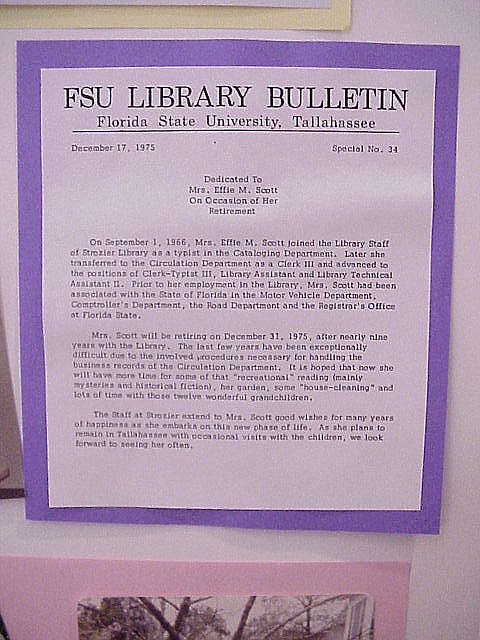 FSU LIBRARY BULLETIN
Florida State University, Tallahassee
December 17, 1975 Special No. 34
Dedicated To
Mrs. Effie M. Scott
On Occasion of Her
Retirement
On September 1, 1966, Mrs. Effie M. Scott joined the Library Staff
of Strozier Library as a typist in the Cataloging Department. Later she
transferred to the Circulation Department as a Clerk III and advanced to
the positions of Clerk-Typist III, Library Assistant and Library Technical
Assistant II. Prior to her employment in the Library, Mrs. Scott had been
associated with the State of Florida in the Motor Vehicle Department,
Comptroller's Department, the Road Department and the Registrar's Office
at Florida State.
Mrs. Scott will be retiring on December 31, 1975, after nearly nine
years with the Library. The last few years have been exceptionally
difficult due to the involved procedures necessary for handling the
business records of the Circulation Department. It is hoped that now she
will have more time for some of that "recreational" reading (mainly
mysteries and historical fiction), her garden, some "house-cleaning" and
lots of time with those twelve wonderful grandchildren.
The Staff at Strozier extend to Mrs. Scott good wishes for many years
of happiness as she embarks on this new phase of life. As she plans to
remain in Tallahassee with occasional visits with the children, we look
forward to seeing her often.